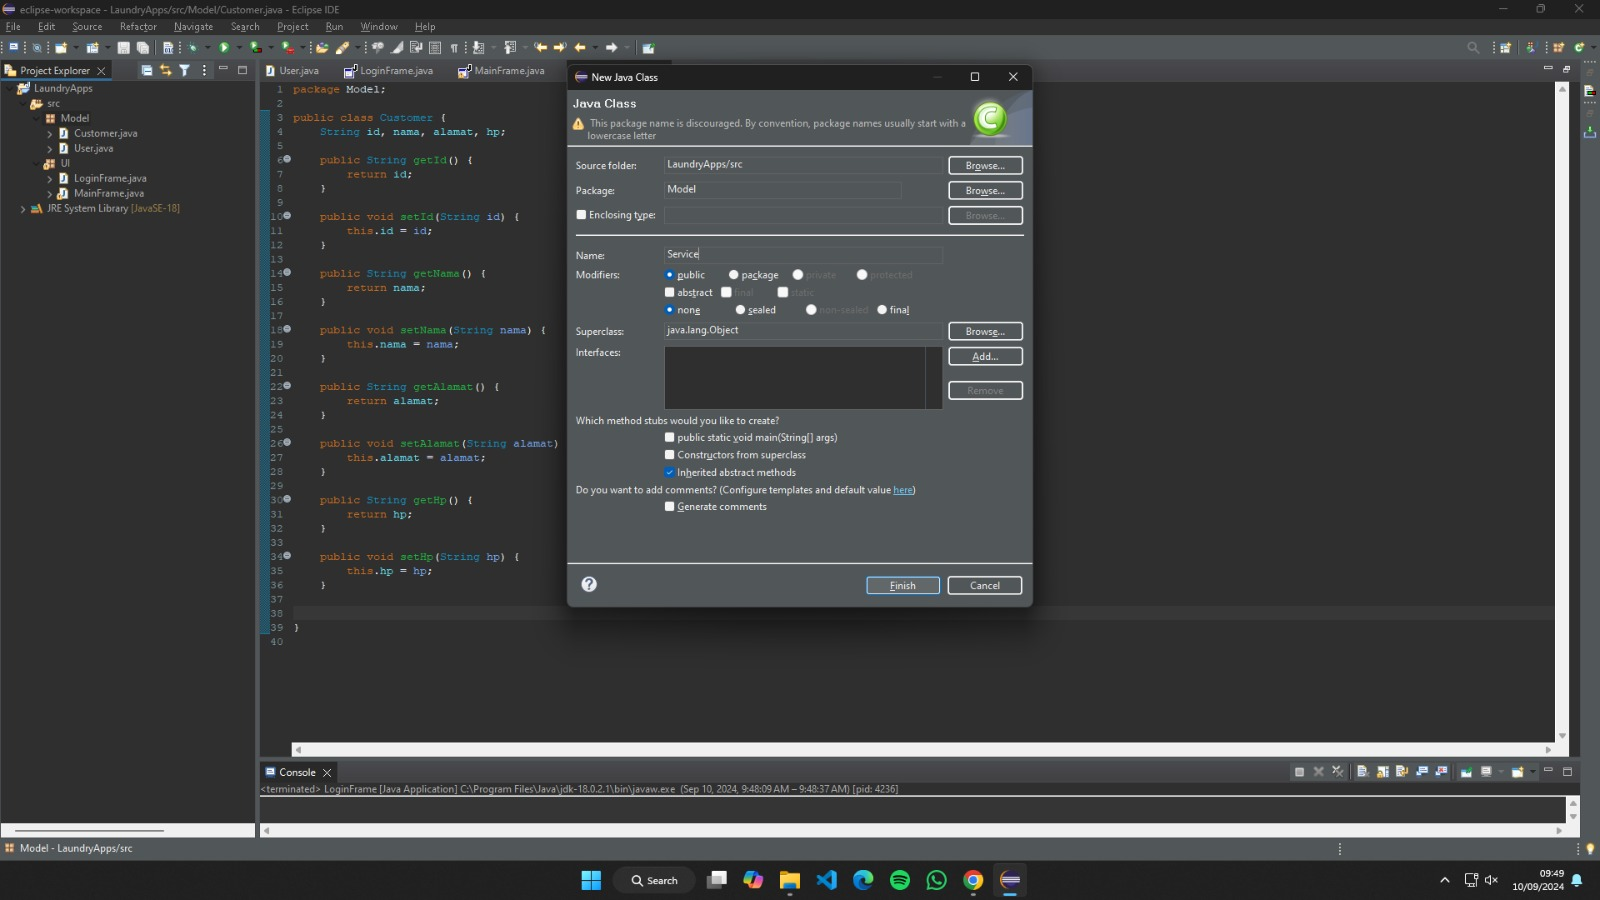 eclipse-workspace - LaundryApps/src/Model/Customer.java - Eclipse IDE
File Edit Source Refactor Navigate Search Project Run Window Help
Project Explorer
LaundryApps
src
Model
Customer.java
User.java
UI
LoginFrame.java
MainFrame.java
JRE System Library [JavaSE-18]
User.java LoginFrame.java MainFrame.java
1 package Model;
2
3 public class Customer {
4 String id, nama, alamat, hp;
5
6 public String getId() {
7 return id;
8 }
9
10 public void setId(String id) {
11 this.id = id;
12 }
13
14 public String getNama() {
15 return nama;
16 }
17
18 public void setNama(String nama) {
19 this.nama = nama;
20 }
21
22 public String getAlamat() {
23 return alamat;
24 }
25
26 public void setAlamat(String alamat)
27 this.alamat = alamat;
28 }
29
30 public String getHp() {
31 return hp;
32 }
33
34 public void setHp(String hp) {
35 this.hp = hp;
36 }
37
38
39 }
40
New Java Class
Java Class
This package name is discouraged. By convention, package names usually start with a
lowercase letter
Source folder: LaundryApps/src Browse...
Package: Model Browse...
Enclosing type: Browse...
Name: Service
Modifiers: public package private protected
abstract final static
none sealed non-sealed final
Superclass: java.lang.Object Browse...
Interfaces: Add...
Remove
Which method stubs would you like to create?
public static void main(String[] args)
Constructors from superclass
Inherited abstract methods
Do you want to add comments? (Configure templates and default value here)
Generate comments
? Finish Cancel
Console
<terminated> LoginFrame [Java Application] C:\Program Files\Java\jdk-18.0.2.1\bin\javaw.exe (Sep 10, 2024, 9:48:09 AM – 9:48:37 AM) [pid: 4236]
Model - LaundryApps/src
Search
09:49
10/09/2024